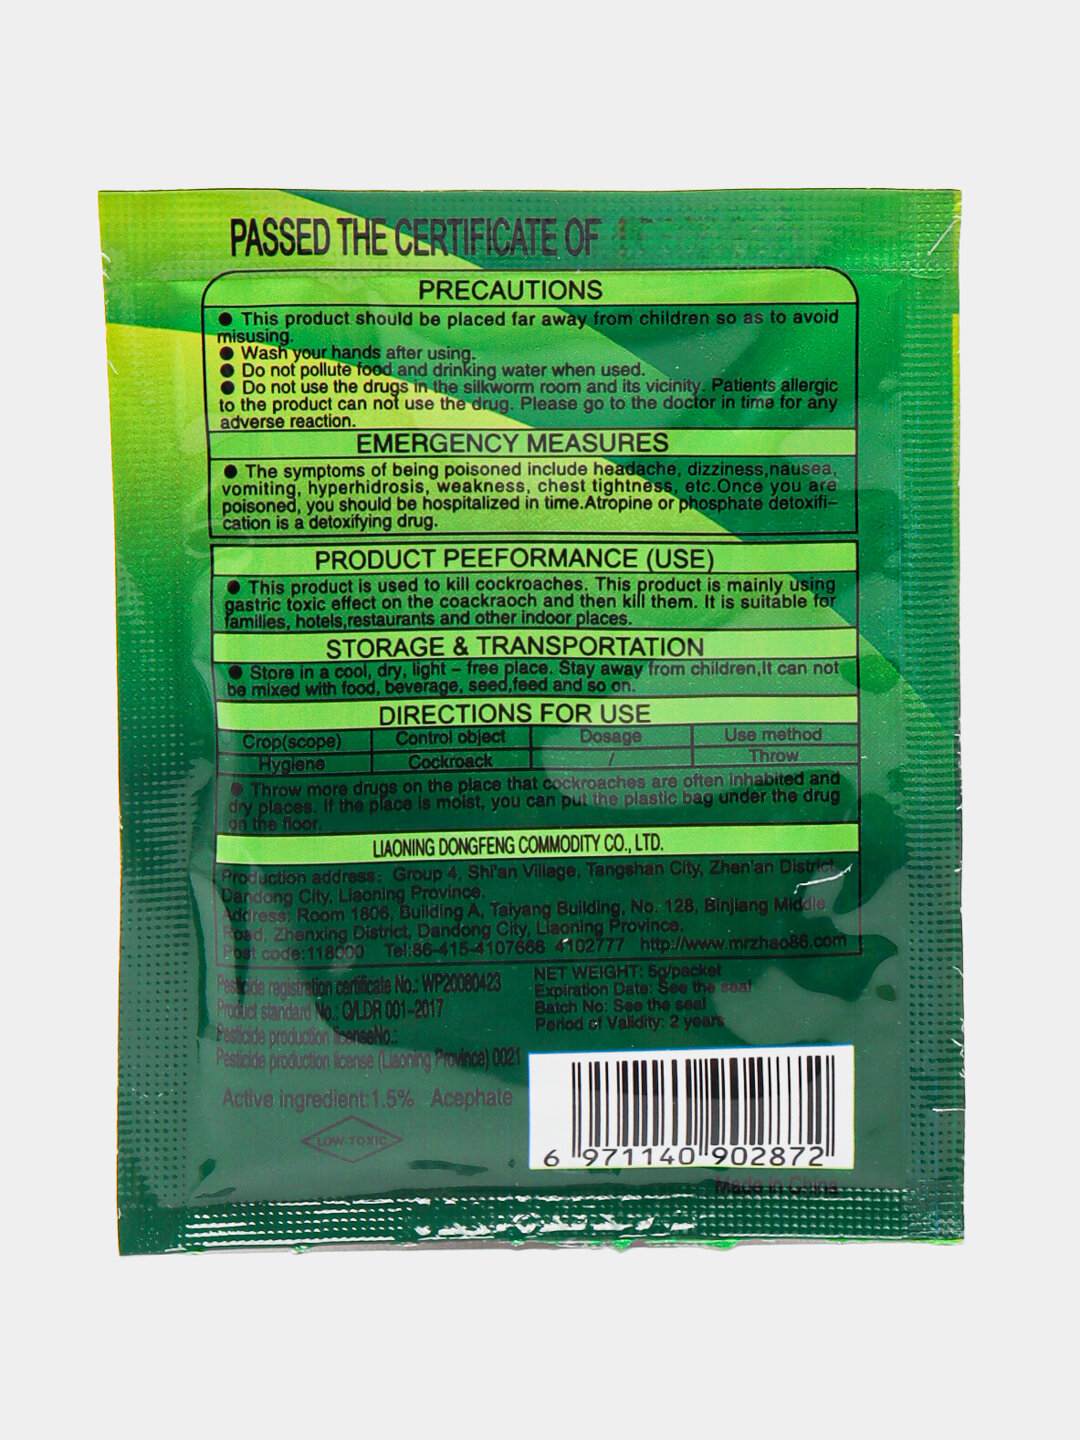 PASSED THE CERTIFICATE OF
PRECAUTIONS
● This product should be placed far away from children so as to avoid
misusing.
● Wash your hands after using.
● Do not pollute food and drinking water when used.
● Do not use the drugs in the silkworm room and its vicinity. Patients allergic
to the product can not use the drug. Please go to the doctor in time for any
adverse reaction.
EMERGENCY MEASURES
● The symptoms of being poisoned include headache, dizziness,nausea,
vomiting, hyperhidrosis, weakness, chest tightness, etc.Once you are
poisoned, you should be hospitalized in time.Atropine or phosphate detoxifi-
cation is a detoxifying drug.
PRODUCT PEEFORMANCE (USE)
● This product is used to kill cockroaches. This product is mainly using
gastric toxic effect on the coackraoch and then kill them. It is suitable for
families, hotels,restaurants and other indoor places.
STORAGE & TRANSPORTATION
● Store in a cool, dry, light – free place. Stay away from children,It can not
be mixed with food, beverage, seed,feed and so on.
DIRECTIONS FOR USE
Crop(scope) Control object Dosage Use method
Hygiene Cockroack / Throw
● Throw more drugs on the place that cockroaches are often inhabited and
dry places. If the place is moist, you can put the plastic bag under the drug
on the floor.
LIAONING DONGFENG COMMODITY CO., LTD.
Production address: Group 4, Shi'an Village, Tangshan City, Zhen'an District,
Dandong City, Liaoning Province.
Address: Room 1806, Building A, Taiyang Building, No. 128, Binjiang Middle
Road, Zhenxing District, Dandong City, Liaoning Province.
Post code:118000 Tel:86-415-4107666 4102777 http://www.mrzhao86.com
Pesticide registration certificate No.: WP20080423
Product standard No.: Q/LDR 001-2017
Pesticide production licenseNo.:
Pesticide production license (Liaoning Province) 0021
NET WEIGHT: 5g/packet
Expiration Date: See the seal
Batch No: See the seal
Period of Validity: 2 years
Active ingredient:1.5% Acephate
LOW TOXIC
6 971140 902872
Made in China